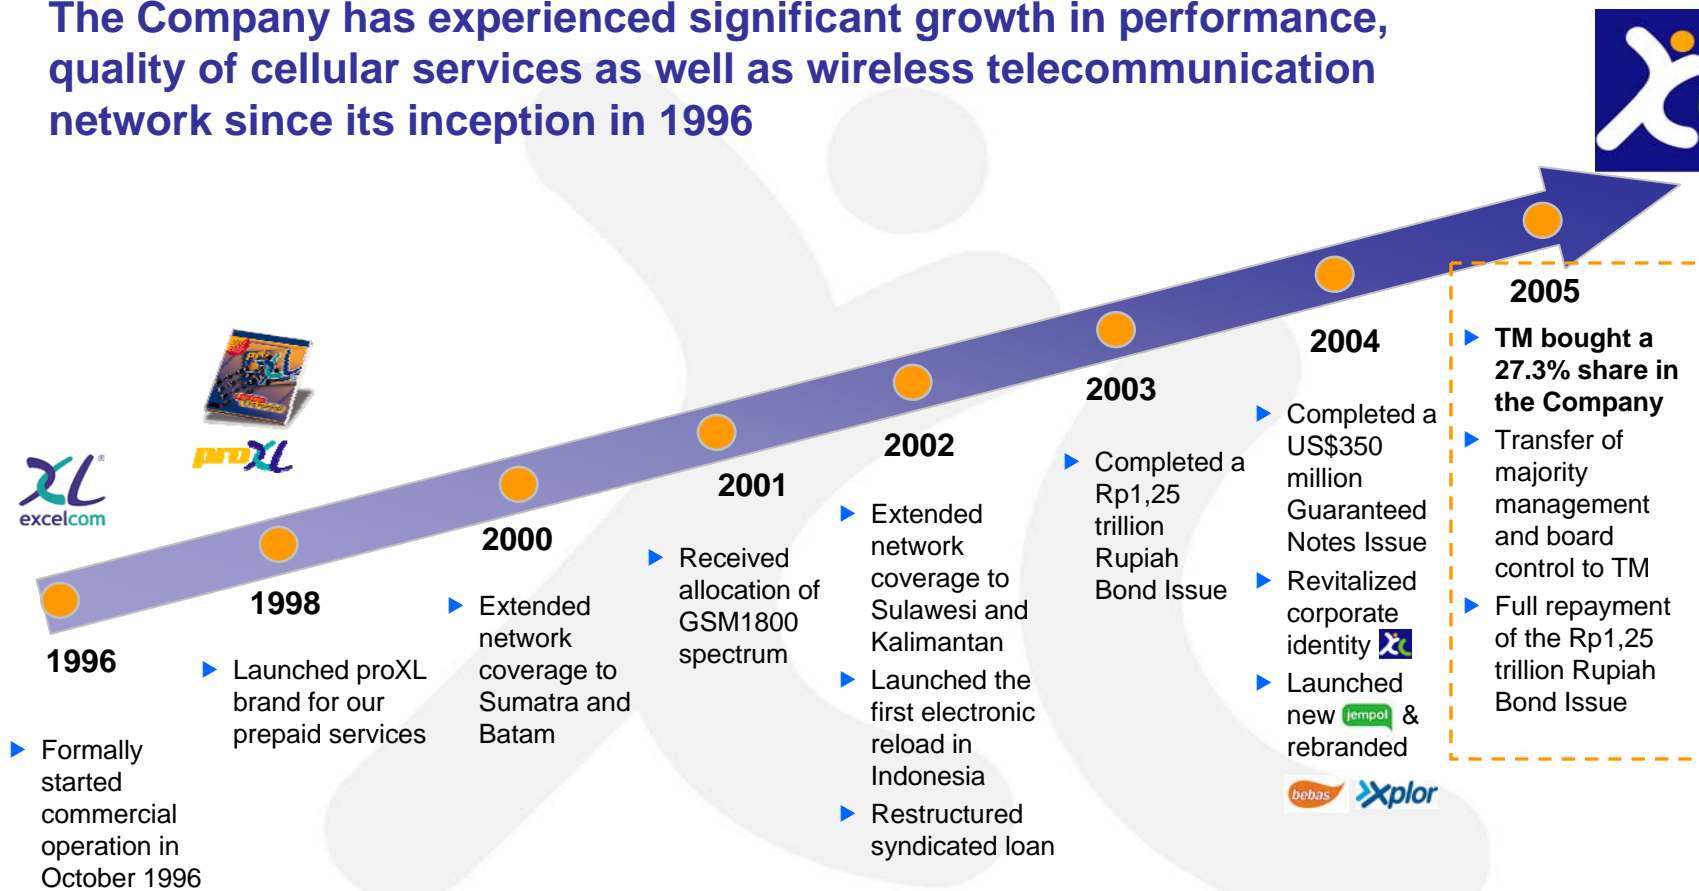 The Company has experienced significant growth in performance,
quality of cellular services as well as wireless telecommunication
network since its inception in 1996
XL®
excelcom
1996
Formally
started
commercial
operation in
October 1996
proXL
proXL
1998
Launched proXL
brand for our
prepaid services
2000
Extended
network
coverage to
Sumatra and
Batam
2001
Received
allocation of
GSM1800
spectrum
2002
Extended
network
coverage to
Sulawesi and
Kalimantan
Launched the
first electronic
reload in
Indonesia
Restructured
syndicated loan
2003
Completed a
Rp1,25
trillion
Rupiah
Bond Issue
2004
Completed a
US$350
million
Guaranteed
Notes Issue
Revitalized
corporate
identity
Launched
new jempol &
rebranded
bebas Xplor
2005
TM bought a
27.3% share in
the Company
Transfer of
majority
management
and board
control to TM
Full repayment
of the Rp1,25
trillion Rupiah
Bond Issue